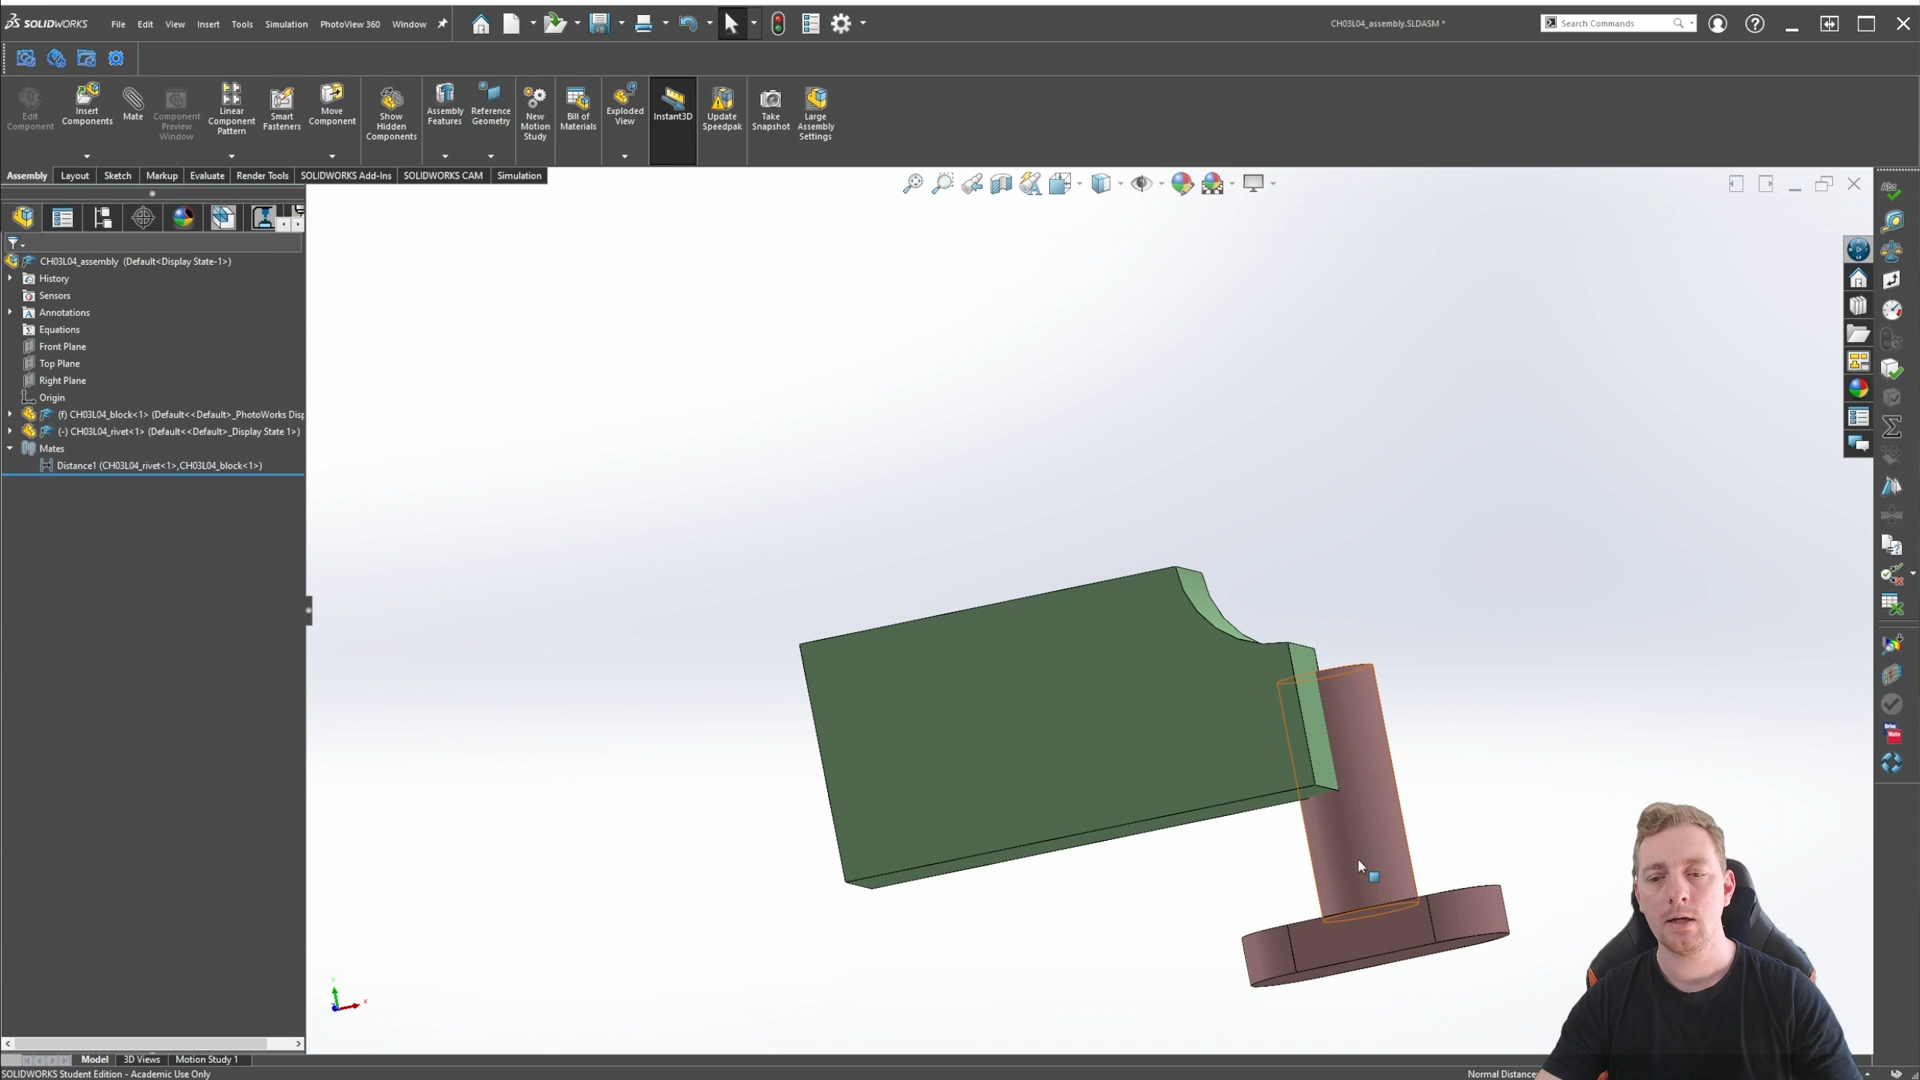 SOLIDWORKS File Edit View Insert Tools Simulation PhotoView 360 Window
CH03L04_assembly.SLDASM *
Search Commands
Edit Component
Insert Components
Mate
Component Preview Window
Linear Component Pattern
Smart Fasteners
Move Component
Show Hidden Components
Assembly Features
Reference Geometry
New Motion Study
Bill of Materials
Exploded View
Instant3D
Update Speedpak
Take Snapshot
Large Assembly Settings
Assembly Layout Sketch Markup Evaluate Render Tools SOLIDWORKS Add-Ins SOLIDWORKS CAM Simulation
CH03L04_assembly (Default<Display State-1>)
History
Sensors
Annotations
Equations
Front Plane
Top Plane
Right Plane
Origin
(f) CH03L04_block<1> (Default<<Default>_PhotoWorks Disp
(-) CH03L04_rivet<1> (Default<<Default>_Display State 1>)
Mates
Distance1 (CH03L04_rivet<1>,CH03L04_block<1>)
Model 3D Views Motion Study 1
SOLIDWORKS Student Edition - Academic Use Only
Normal Distance: